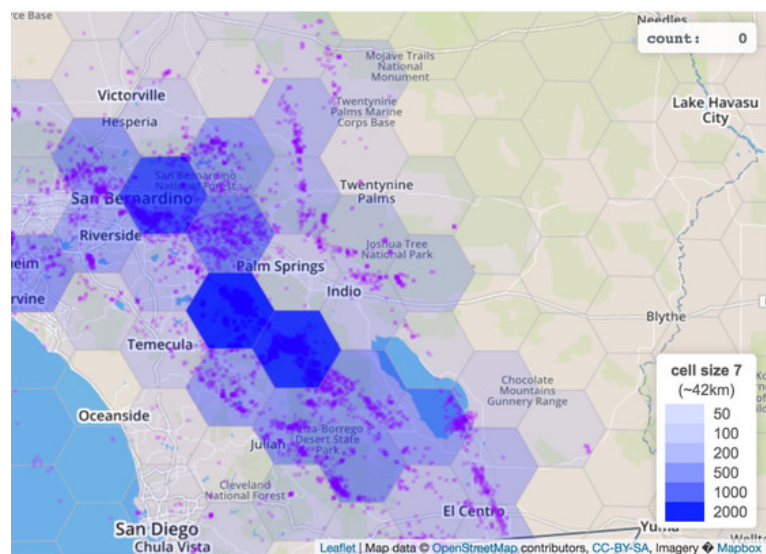 rce Base
Needles
count: 0
Mojave Trails
National
Monument
Victorville
Hesperia
Twentynine
Palms Marine
Corps Base
Lake Havasu
City
San Bernardino
National Forest
San Bernardino
Twentynine
Palms
Riverside
Joshua Tree
National Park
heim
Palm Springs
rvine
Indio
Blythe
Temecula
cell size 7
(~42km)
50
100
200
500
1000
2000
Chocolate
Mountains
Gunnery Range
Oceanside
Anza-Borrego
Desert State
Park
Julian
Cleveland
National Forest
El Centro
San Diego
Yuma
Chula Vista
Leaflet | Map data © OpenStreetMap contributors, CC-BY-SA, Imagery � Mapbox